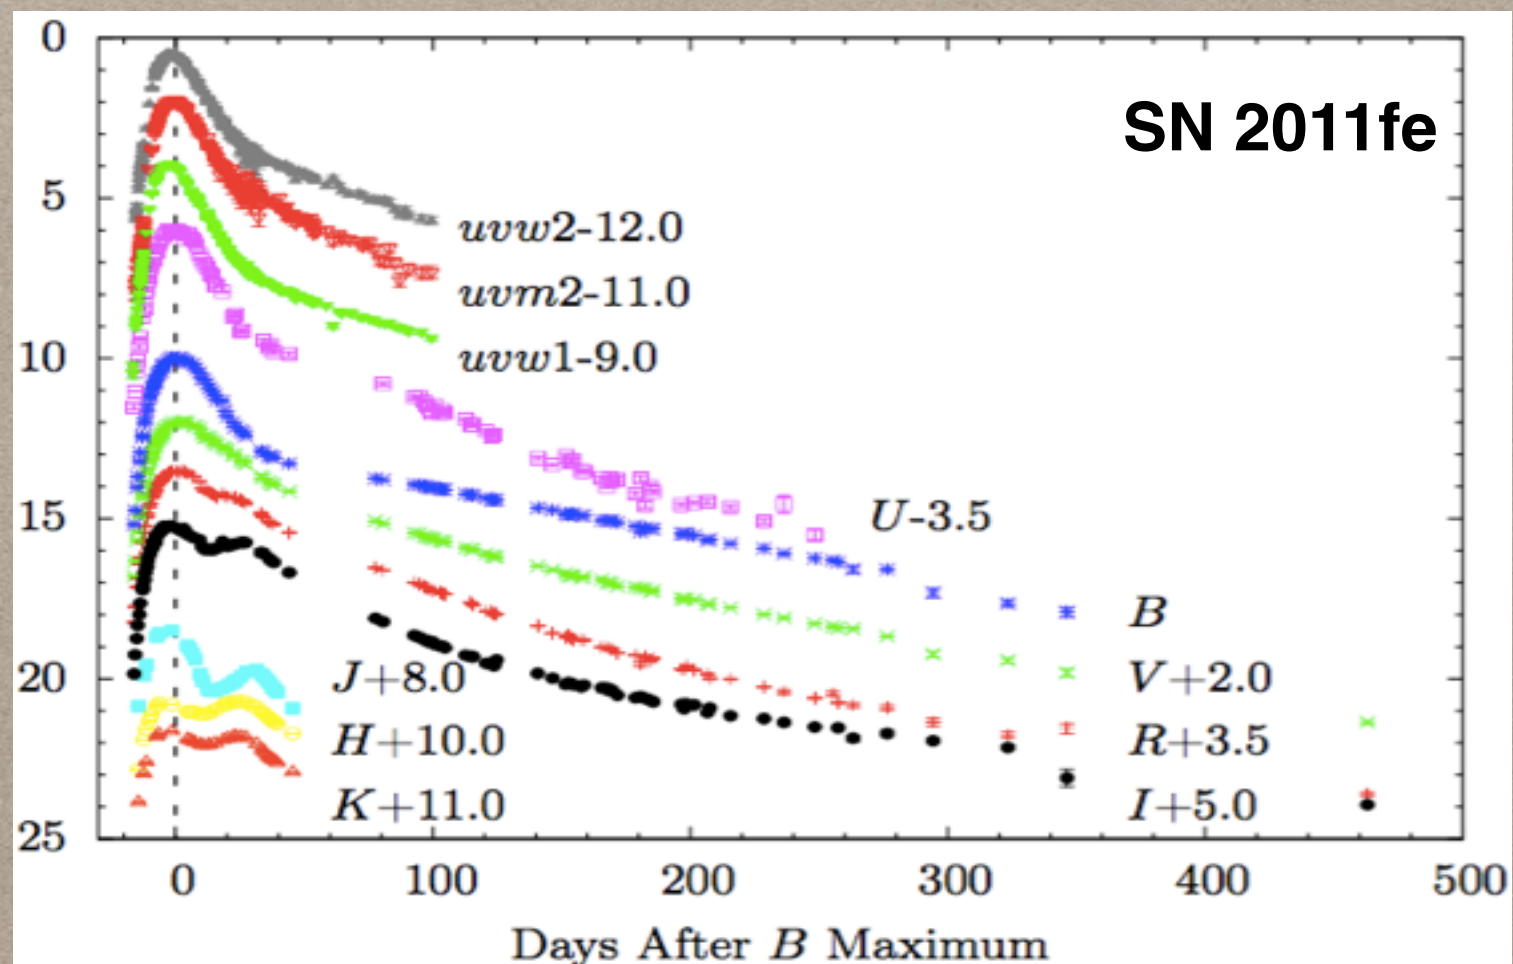 SN 2011fe
0
5
10
15
20
25
uvw2-12.0
uvm2-11.0
uvw1-9.0
U-3.5
B
V+2.0
R+3.5
I+5.0
J+8.0
H+10.0
K+11.0
0 100 200 300 400 500
Days After B Maximum